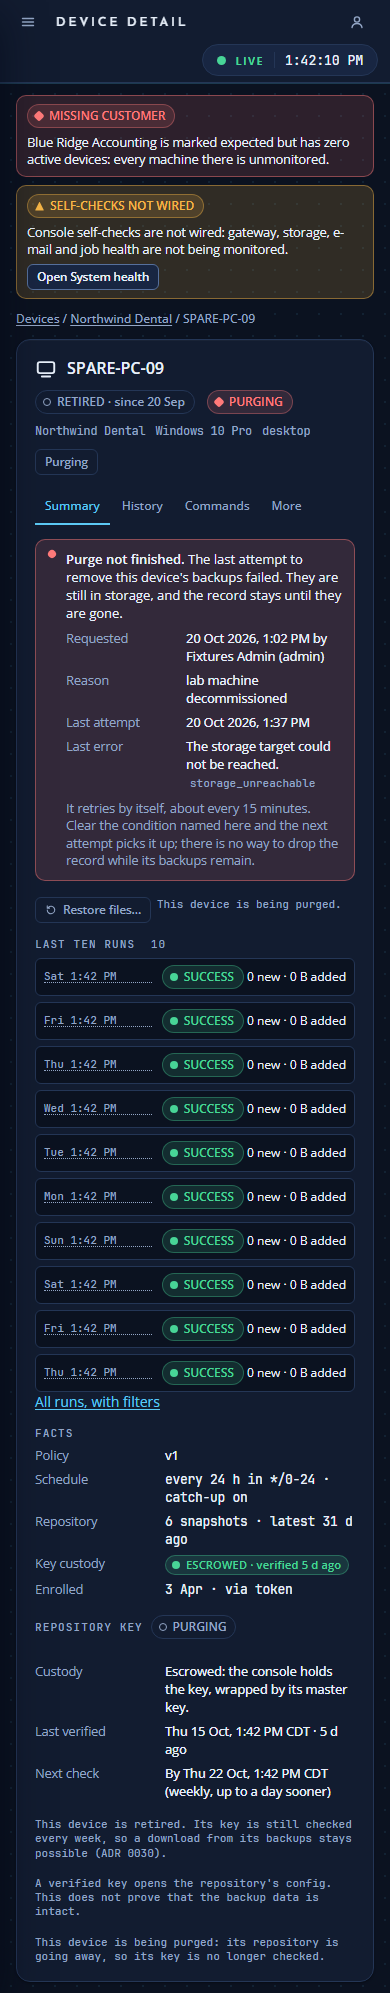 DEVICE DETAIL
LIVE 1:42:10 PM
MISSING CUSTOMER
Blue Ridge Accounting is marked expected but has zero
active devices: every machine there is unmonitored.
SELF-CHECKS NOT WIRED
Console self-checks are not wired: gateway, storage, e-
mail and job health are not being monitored.
Open System health
Devices / Northwind Dental / SPARE-PC-09
SPARE-PC-09
RETIRED · since 20 Sep PURGING
Northwind Dental Windows 10 Pro desktop
Purging
Summary History Commands More
Purge not finished. The last attempt to
remove this device's backups failed. They are
still in storage, and the record stays until they
are gone.
Requested 20 Oct 2026, 1:02 PM by
Fixtures Admin (admin)
Reason lab machine
decommissioned
Last attempt 20 Oct 2026, 1:37 PM
Last error The storage target could
not be reached.
storage_unreachable
It retries by itself, about every 15 minutes.
Clear the condition named here and the next
attempt picks it up; there is no way to drop the
record while its backups remain.
Restore files... This device is being purged.
LAST TEN RUNS 10
Sat 1:42 PM SUCCESS 0 new · 0 B added
Fri 1:42 PM SUCCESS 0 new · 0 B added
Thu 1:42 PM SUCCESS 0 new · 0 B added
Wed 1:42 PM SUCCESS 0 new · 0 B added
Tue 1:42 PM SUCCESS 0 new · 0 B added
Mon 1:42 PM SUCCESS 0 new · 0 B added
Sun 1:42 PM SUCCESS 0 new · 0 B added
Sat 1:42 PM SUCCESS 0 new · 0 B added
Fri 1:42 PM SUCCESS 0 new · 0 B added
Thu 1:42 PM SUCCESS 0 new · 0 B added
All runs, with filters
FACTS
Policy v1
Schedule every 24 h in */0-24 ·
catch-up on
Repository 6 snapshots · latest 31 d
ago
Key custody ESCROWED · verified 5 d ago
Enrolled 3 Apr · via token
REPOSITORY KEY PURGING
Custody Escrowed: the console holds
the key, wrapped by its master
key.
Last verified Thu 15 Oct, 1:42 PM CDT · 5 d
ago
Next check By Thu 22 Oct, 1:42 PM CDT
(weekly, up to a day sooner)
This device is retired. Its key is still checked
every week, so a download from its backups stays
possible (ADR 0030).
A verified key opens the repository's config.
This does not prove that the backup data is
intact.
This device is being purged: its repository is
going away, so its key is no longer checked.